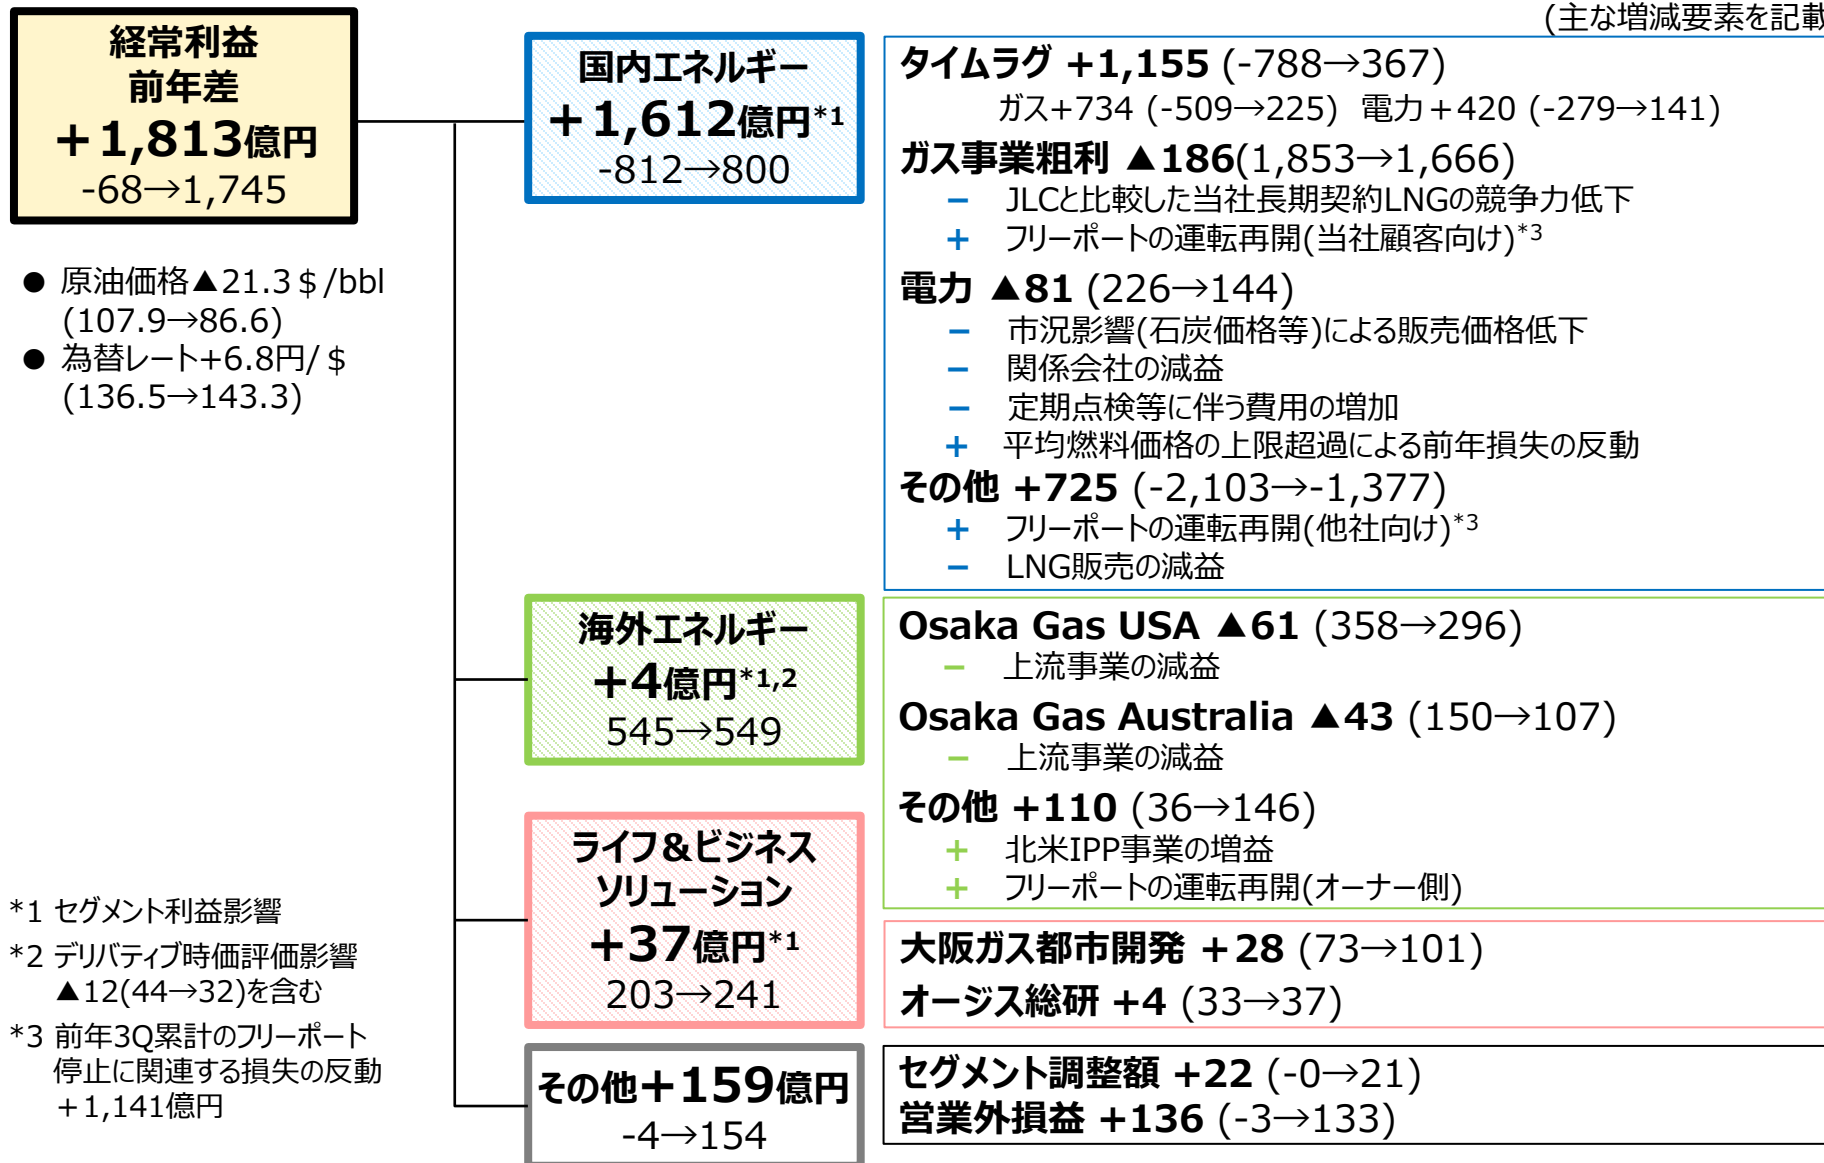 (主な増減要素を記載
経常利益
前年差
+1,813億円
-68→1,745
● 原油価格▲21.3＄/bbl
(107.9→86.6)
● 為替レート+6.8円/＄
(136.5→143.3)
国内エネルギー
+1,612億円*1
-812→800
タイムラグ +1,155 (-788→367)
ガス+734 (-509→225) 電力+420 (-279→141)
ガス事業粗利 ▲186(1,853→1,666)
− JLCと比較した当社長期契約LNGの競争力低下
+ フリーポートの運転再開(当社顧客向け)*3
電力 ▲81 (226→144)
− 市況影響(石炭価格等)による販売価格低下
− 関係会社の減益
− 定期点検等に伴う費用の増加
+ 平均燃料価格の上限超過による前年損失の反動
その他 +725 (-2,103→-1,377)
+ フリーポートの運転再開(他社向け)*3
− LNG販売の減益
海外エネルギー
+4億円*1,2
545→549
Osaka Gas USA ▲61 (358→296)
− 上流事業の減益
Osaka Gas Australia ▲43 (150→107)
− 上流事業の減益
その他 +110 (36→146)
+ 北米IPP事業の増益
+ フリーポートの運転再開(オーナー側)
ライフ&ビジネス
ソリューション
+37億円*1
203→241
大阪ガス都市開発 +28 (73→101)
オージス総研 +4 (33→37)
その他+159億円
-4→154
セグメント調整額 +22 (-0→21)
営業外損益 +136 (-3→133)
*1 セグメント利益影響
*2 デリバティブ時価評価影響
▲12(44→32)を含む
*3 前年3Q累計のフリーポート
停止に関連する損失の反動
+1,141億円